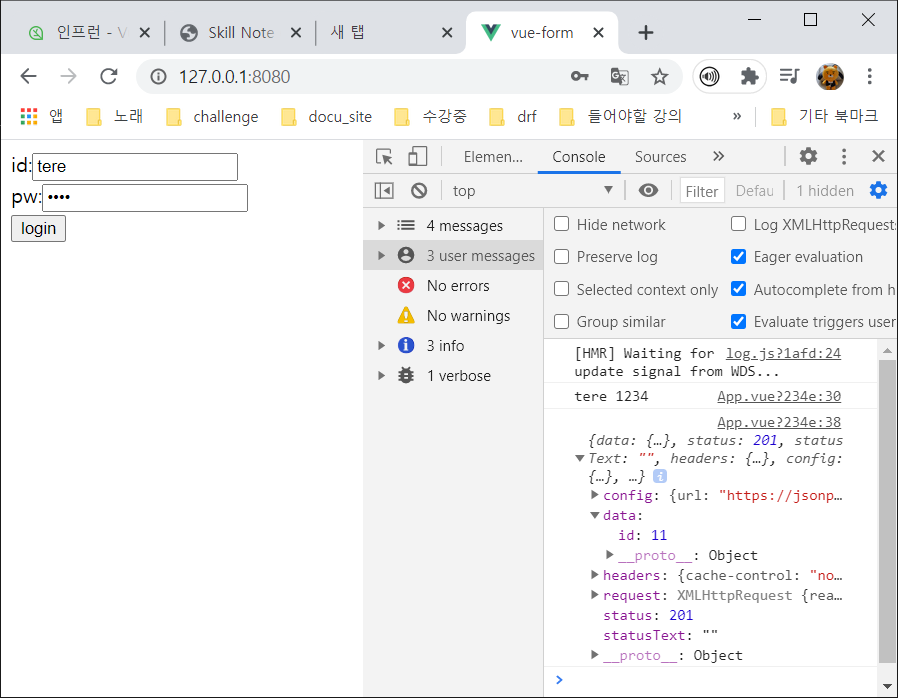 인프런 - V
Skill Note
새 탭
vue-form
127.0.0.1:8080
앱
노래
challenge
docu_site
수강중
drf
들어야할 강의
»
기타 북마크
id:
tere
pw:
••••
login
Elemen...
Console
Sources
»
top
Filter
Defau
1 hidden
4 messages
3 user messages
No errors
No warnings
3 info
1 verbose
Hide network
Log XMLHttpRequest:
Preserve log
Eager evaluation
Selected context only
Autocomplete from h
Group similar
Evaluate triggers user
[HMR] Waiting for log.js?1afd:24
update signal from WDS...
tere 1234 App.vue?234e:30
App.vue?234e:38
{data: {…}, status: 201, status
Text: "", headers: {…}, config:
{…}, …}
config: {url: "https://jsonp…
data:
id: 11
__proto__: Object
headers: {cache-control: "no…
request: XMLHttpRequest {rea…
status: 201
statusText: ""
__proto__: Object